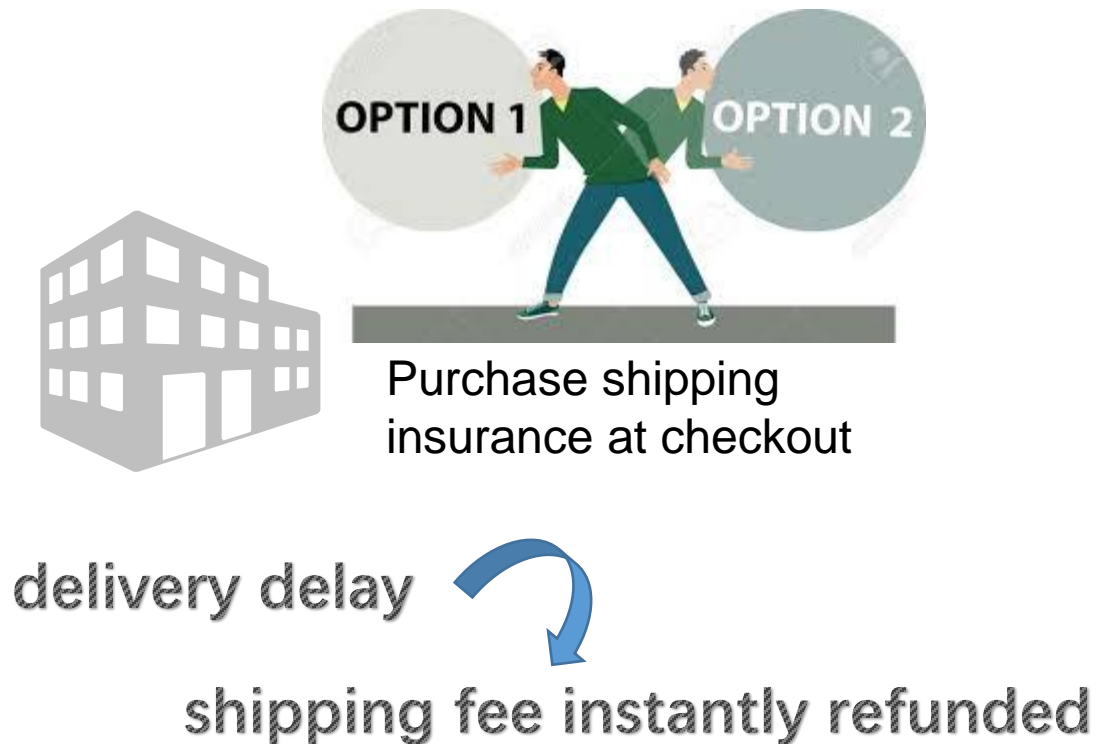 OPTION 1
OPTION 2
Purchase shipping
insurance at checkout
delivery delay
shipping fee instantly refunded